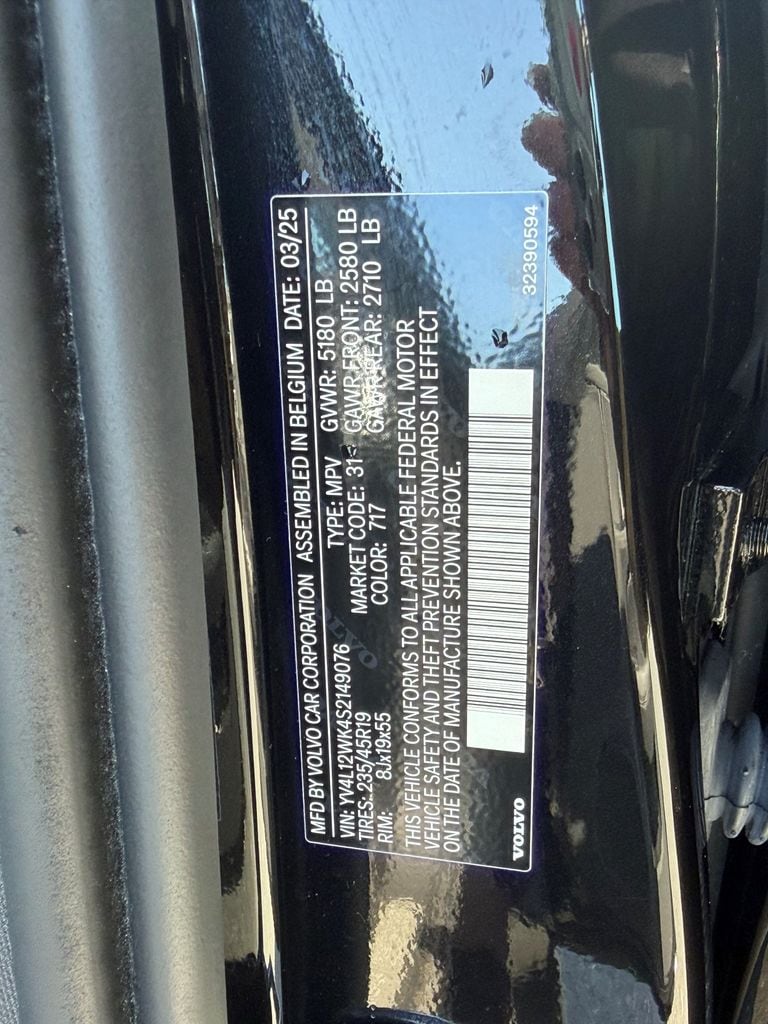 MFD BY VOLVO CAR CORPORATION ASSEMBLED IN BELGIUM DATE: 03/25
VIN: YV4L12WK4S2149076 TYPE: MPV GVWR: 5180 LB
TIRES: 235/45R19 MARKET CODE: 31 GAWR FRONT: 2580 LB
RIM: 8Jx19x55 COLOR: 717 GAWR REAR: 2710 LB
THIS VEHICLE CONFORMS TO ALL APPLICABLE FEDERAL MOTOR
VEHICLE SAFETY AND THEFT PREVENTION STANDARDS IN EFFECT
ON THE DATE OF MANUFACTURE SHOWN ABOVE.
VOLVO 32390594
VOLVO